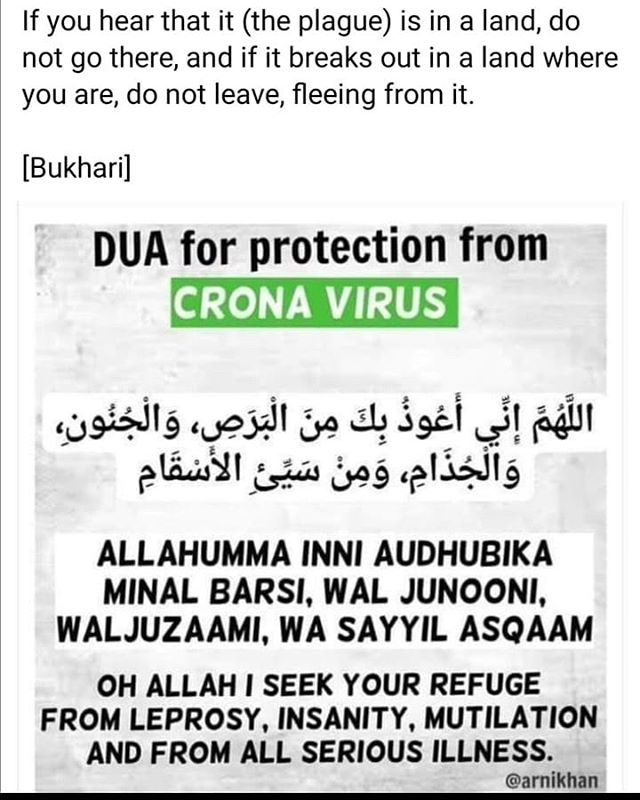 If you hear that it (the plague) is in a land, do
not go there, and if it breaks out in a land where
you are, do not leave, fleeing from it.
[Bukhari]
DUA for protection from
CRONA VIRUS
اللَّهُمَّ إِنِّي أَعُوذُ بِكَ مِنَ الْبَرَصِ، وَالْجُنُونِ،
وَالْجُذَامِ، وَمِنْ سَيِّئِ الأَسْقَامِ
ALLAHUMMA INNI AUDHUBIKA
MINAL BARSI, WAL JUNOONI,
WALJUZAAMI, WA SAYYIL ASQAAM
OH ALLAH I SEEK YOUR REFUGE
FROM LEPROSY, INSANITY, MUTILATION
AND FROM ALL SERIOUS ILLNESS.
@arnikhan